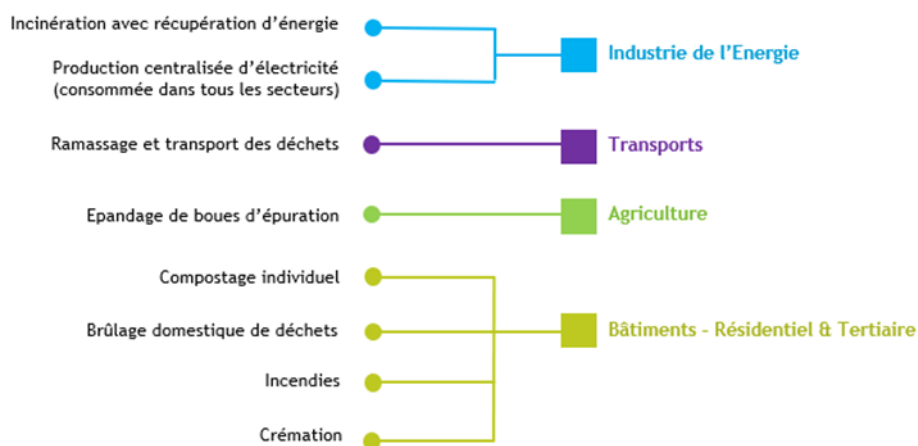 Incinération avec récupération d'énergie
Production centralisée d'électricité
(consommée dans tous les secteurs)
Industrie de l'Energie
Ramassage et transport des déchets
Transports
Epandage de boues d'épuration
Agriculture
Compostage individuel
Brûlage domestique de déchets
Bâtiments - Résidentiel & Tertiaire
Incendies
Crémation